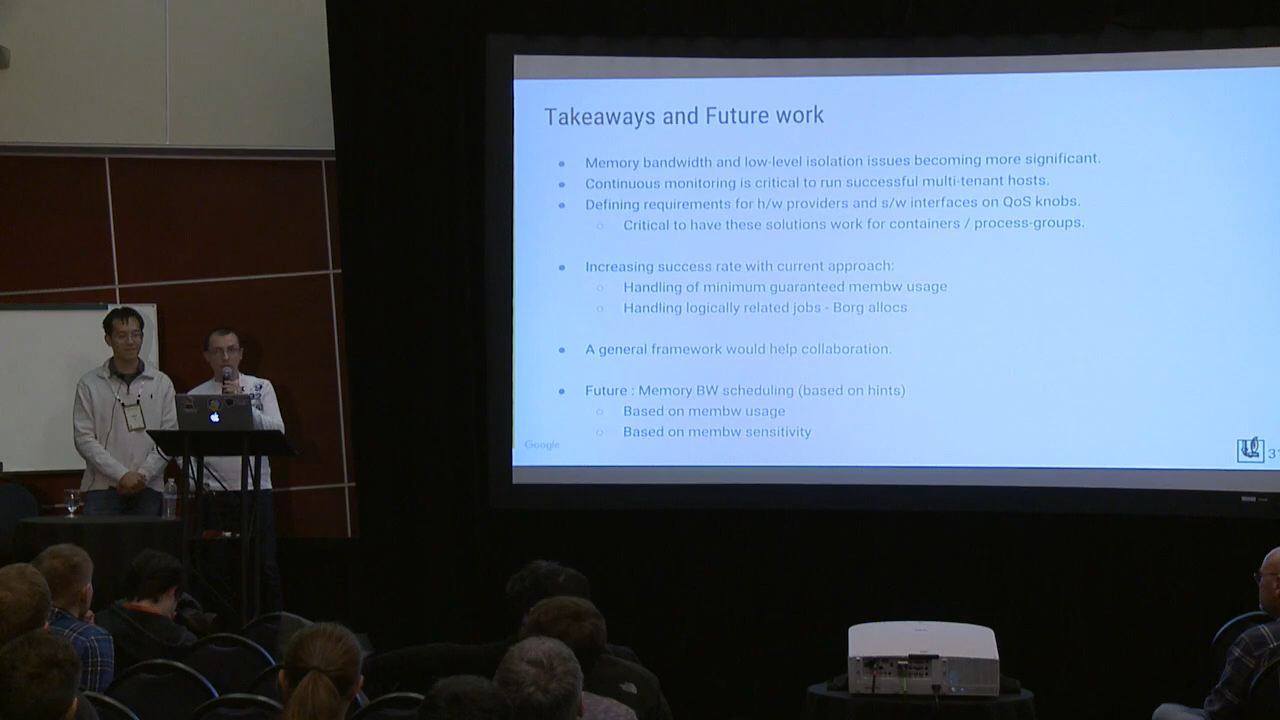 Takeaways and Future work
● Memory bandwidth and low-level isolation issues becoming more significant.
● Continuous monitoring is critical to run successful multi-tenant hosts.
● Defining requirements for h/w providers and s/w interfaces on QoS knobs.
○ Critical to have these solutions work for containers / process-groups.
● Increasing success rate with current approach:
○ Handling of minimum guaranteed membw usage
○ Handling logically related jobs - Borg allocs
● A general framework would help collaboration.
● Future : Memory BW scheduling (based on hints)
○ Based on membw usage
○ Based on membw sensitivity
Google